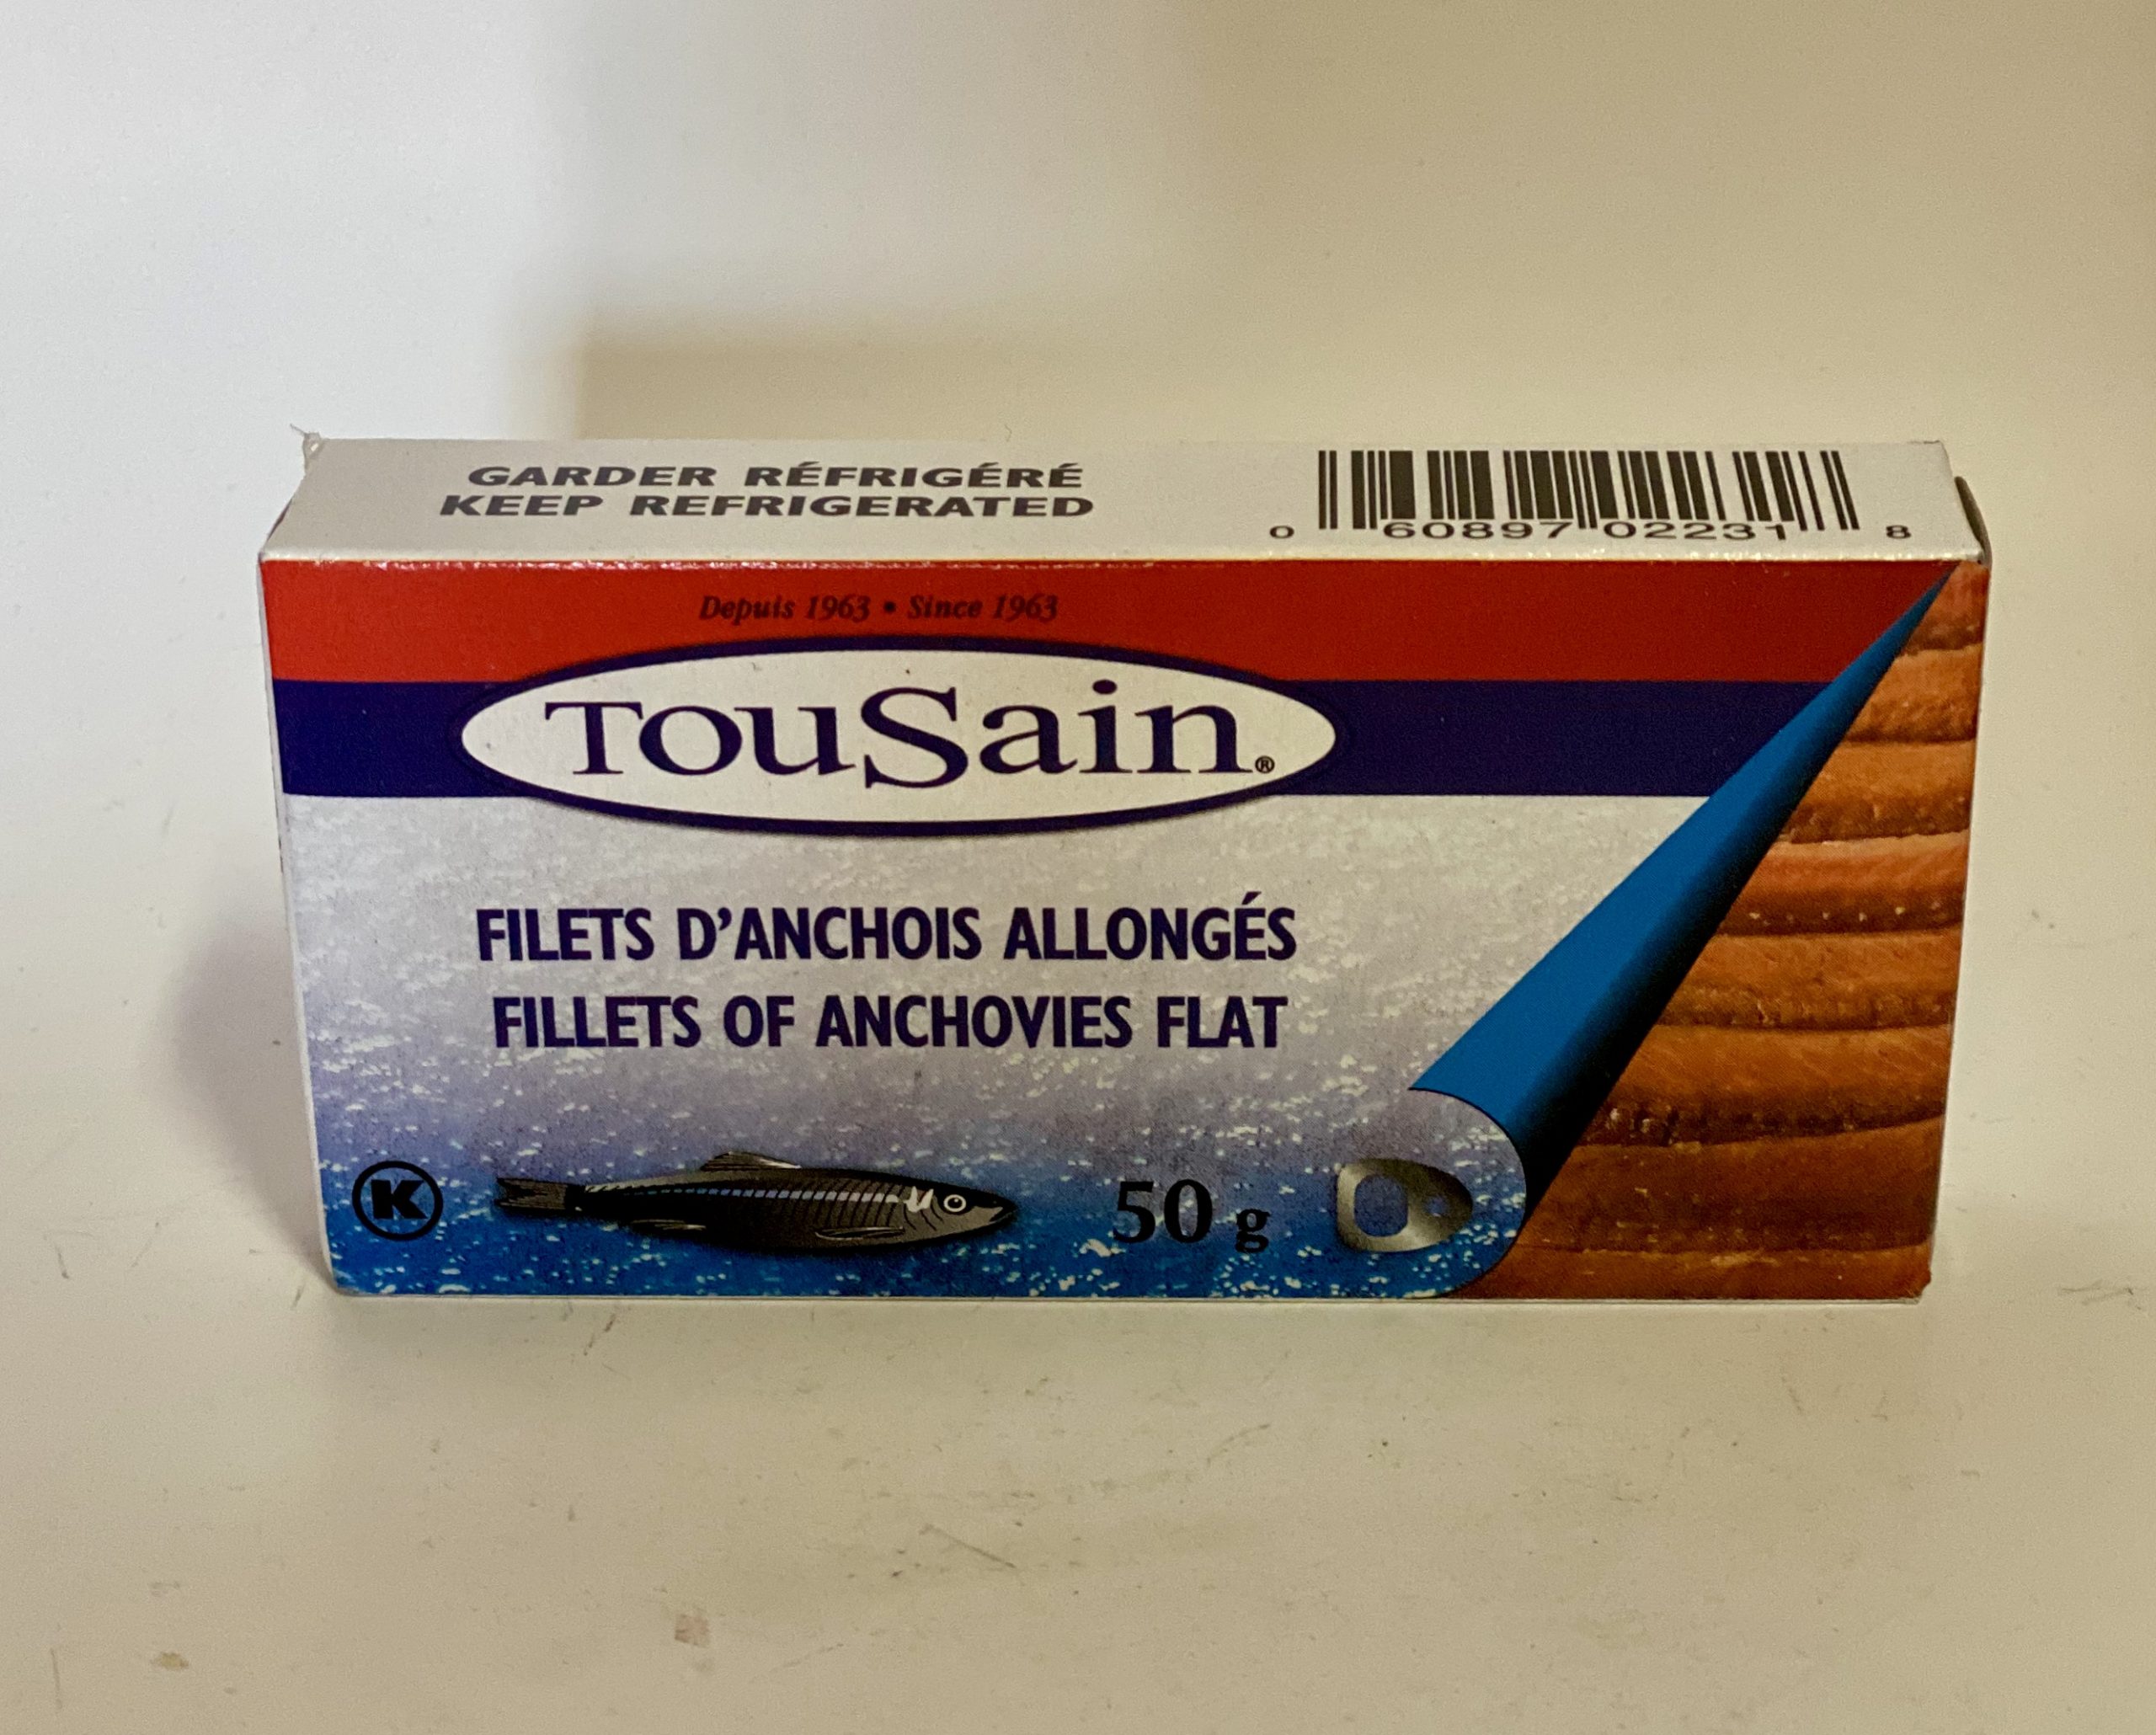 GARDER RÉFRIGÉRÉ
KEEP REFRIGERATED
0 60897 02231 8
Depuis 1963 • Since 1963
TouSain®
FILETS D'ANCHOIS ALLONGÉS
FILLETS OF ANCHOVIES FLAT
K
50 g